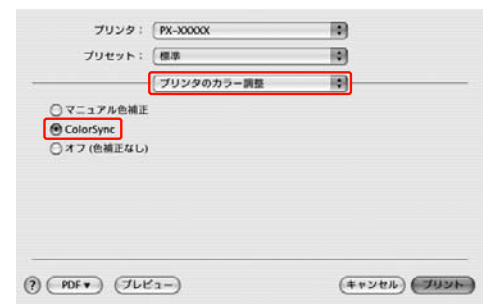 プリンタ： PX-XXXXX
プリセット： 標準
プリンタのカラー調整
マニュアル色補正
ColorSync
オフ (色補正なし)
? PDF▼ プレビュー キャンセル プリント